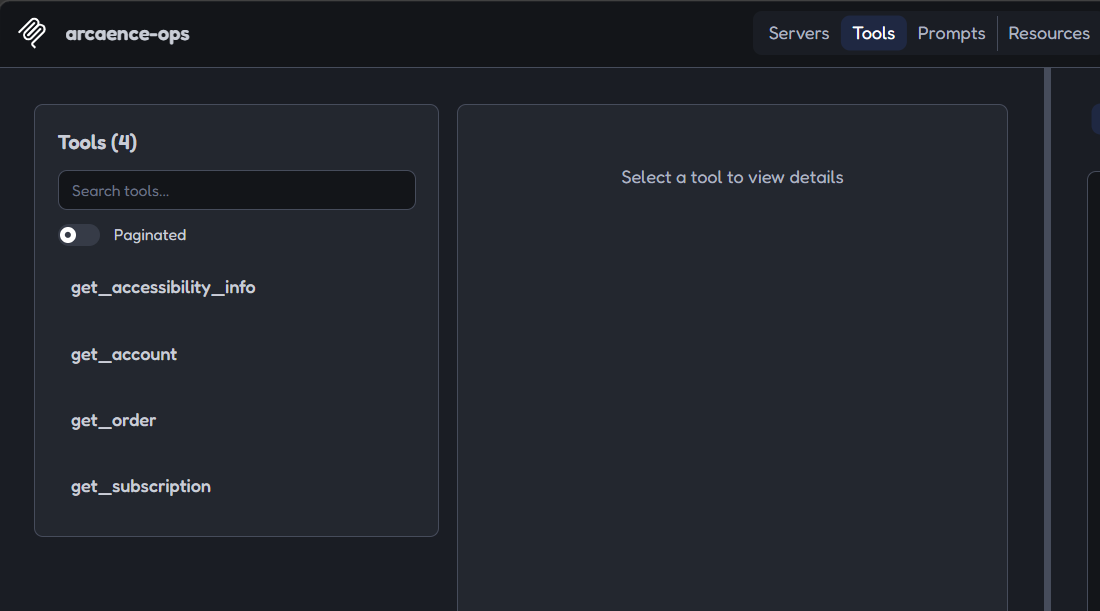 arcaence-ops
Servers
Tools
Prompts
Resources
Tools (4)
Search tools...
Paginated
get_accessibility_info
get_account
get_order
get_subscription
Select a tool to view details